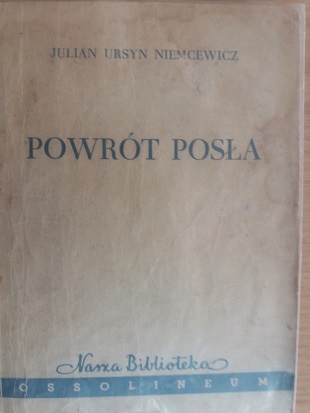 JULIAN URSYN NIEMCEWICZ
POWRÓT POSŁA
Nasza Biblioteka
OSSOLINEUM